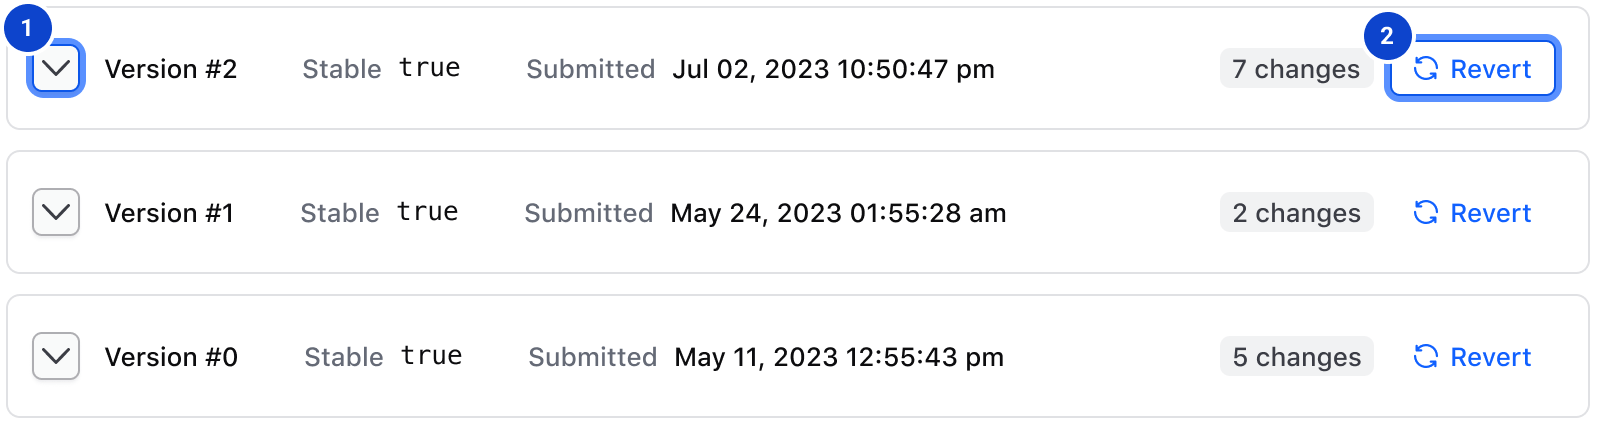 1
2
Version #2 Stable true Submitted Jul 02, 2023 10:50:47 pm 7 changes Revert
Version #1 Stable true Submitted May 24, 2023 01:55:28 am 2 changes Revert
Version #0 Stable true Submitted May 11, 2023 12:55:43 pm 5 changes Revert